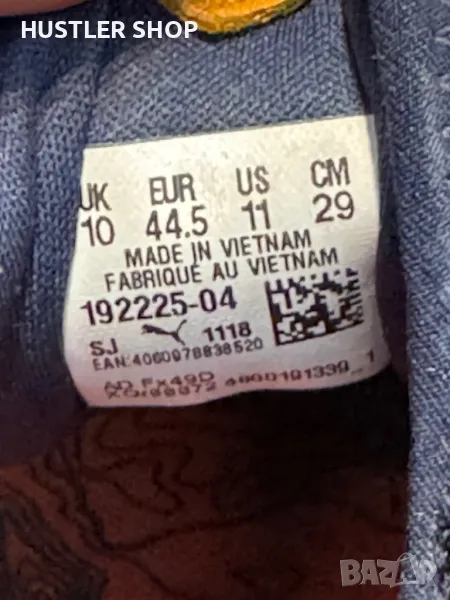 HUSTLER SHOP
UK EUR US CM
10 44.5 11 29
MADE IN VIETNAM
FABRIQUE AU VIETNAM
192225-04
SJ 1118
EAN:4060978838520
BAZAR